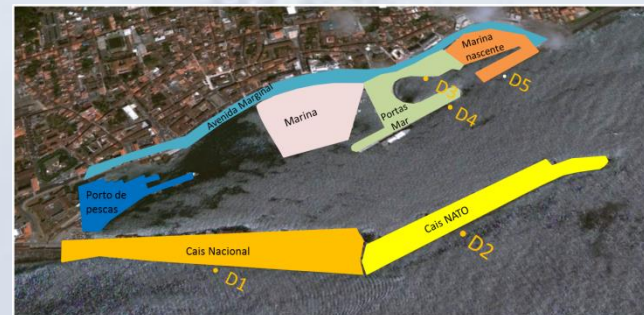 Marina
nascente
D5
Avenida Marginal
D3
Marina
Portas
Mar
D4
Porto de
pescas
Cais NATO
Cais Nacional
D2
D1